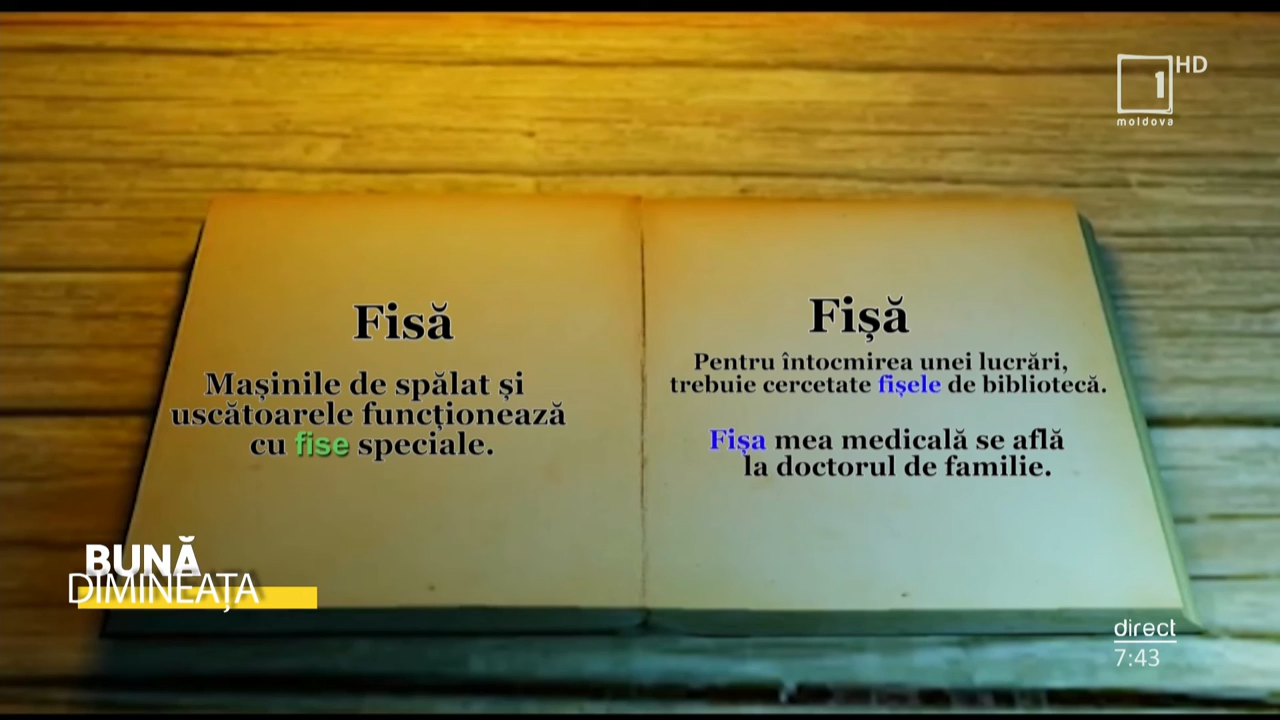 1 HD
moldova
Fisă
Mașinile de spălat și
uscătoarele funcționează
cu fise speciale.
Fișă
Pentru întocmirea unei lucrări,
trebuie cercetate fișele de bibliotecă.
Fișa mea medicală se află
la doctorul de familie.
BUNĂ
DIMINEAȚA
direct
7:43